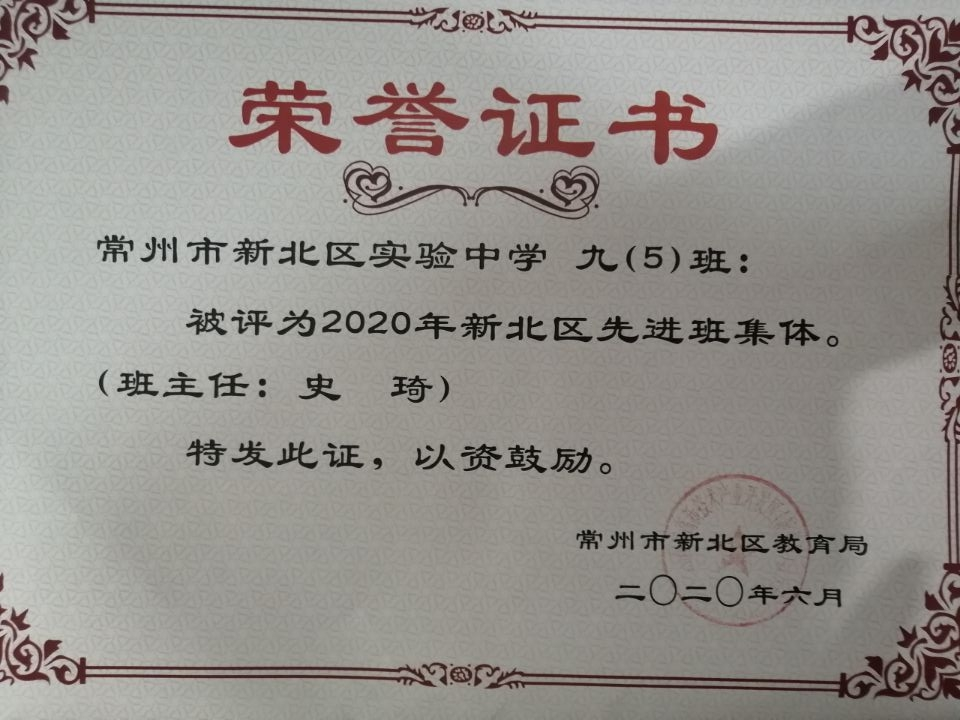 荣誉证书
常州市新北区实验中学 九(5)班：
被评为2020年新北区先进班集体。
(班主任：史 琦)
特发此证，以资鼓励。
常州市新北区教育局
二〇二〇年六月